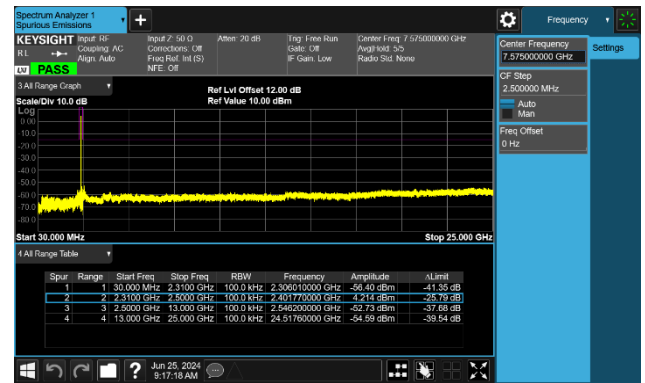 Spectrum Analyzer 1
Spurious Emissions
Frequency
KEYSIGHT Input: RF Input Z: 50 Ω Atten: 20 dB Trig: Free Run Center Freq: 7.575000000 GHz
RL Coupling: AC Corrections: Off Gate: Off Avg|Hold: 5/5
Align: Auto Freq Ref: Int (S) IF Gain: Low Radio Std: None
NFE: Off
LXI PASS
Center Frequency
7.575000000 GHz
Settings
CF Step
2.500000 MHz
Auto
Man
Freq Offset
0 Hz
3 All Range Graph
Ref Lvl Offset 12.00 dB
Scale/Div 10.0 dB Ref Value 10.00 dBm
Log
0.00
-10.0
-20.0
-30.0
-40.0
-50.0
-60.0
-70.0
-80.0
Start 30.000 MHz Stop 25.000 GHz
4 All Range Table
Spur Range Start Freq Stop Freq RBW Frequency Amplitude ΔLimit
1 1 30.000 MHz 2.3100 GHz 100.0 kHz 2.306010000 GHz -56.40 dBm -41.35 dB
2 2 2.3100 GHz 2.5000 GHz 100.0 kHz 2.401770000 GHz 4.214 dBm -25.79 dB
3 3 2.5000 GHz 13.000 GHz 100.0 kHz 2.546200000 GHz -52.73 dBm -37.68 dB
4 4 13.000 GHz 25.000 GHz 100.0 kHz 24.51760000 GHz -54.59 dBm -39.54 dB
Jun 25, 2024
9:17:18 AM